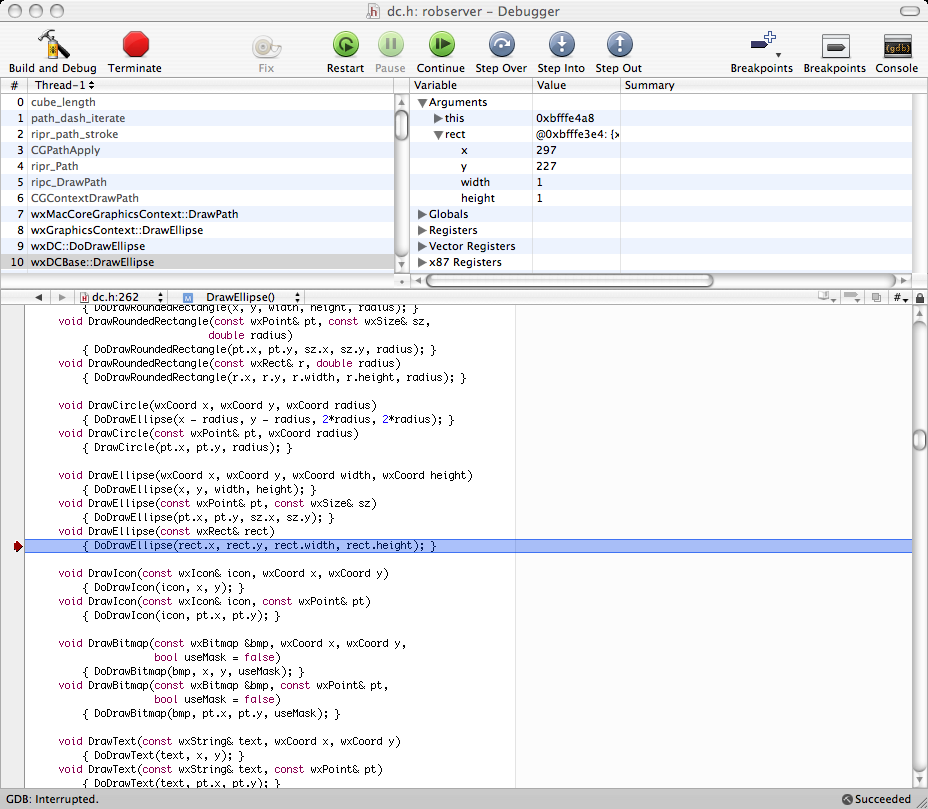 dc.h: robserver – Debugger
Build and Debug Terminate Fix Restart Pause Continue Step Over Step Into Step Out Breakpoints Breakpoints Console
(gdb)
# Thread-1
0 cube_length
1 path_dash_iterate
2 ripr_path_stroke
3 CGPathApply
4 ripr_Path
5 ripc_DrawPath
6 CGContextDrawPath
7 wxMacCoreGraphicsContext::DrawPath
8 wxGraphicsContext::DrawEllipse
9 wxDC::DoDrawEllipse
10 wxDCBase::DrawEllipse
Variable Value Summary
Arguments
this 0xbfffe4a8
rect @0xbfffe3e4: {x
x 297
y 227
width 1
height 1
Globals
Registers
Vector Registers
x87 Registers
dc.h:262 M DrawEllipse() #
{ DoDrawRoundedRectangle(x, y, width, height, radius); }
void DrawRoundedRectangle(const wxPoint& pt, const wxSize& sz,
double radius)
{ DoDrawRoundedRectangle(pt.x, pt.y, sz.x, sz.y, radius); }
void DrawRoundedRectangle(const wxRect& r, double radius)
{ DoDrawRoundedRectangle(r.x, r.y, r.width, r.height, radius); }
void DrawCircle(wxCoord x, wxCoord y, wxCoord radius)
{ DoDrawEllipse(x - radius, y - radius, 2*radius, 2*radius); }
void DrawCircle(const wxPoint& pt, wxCoord radius)
{ DrawCircle(pt.x, pt.y, radius); }
void DrawEllipse(wxCoord x, wxCoord y, wxCoord width, wxCoord height)
{ DoDrawEllipse(x, y, width, height); }
void DrawEllipse(const wxPoint& pt, const wxSize& sz)
{ DoDrawEllipse(pt.x, pt.y, sz.x, sz.y); }
void DrawEllipse(const wxRect& rect)
{ DoDrawEllipse(rect.x, rect.y, rect.width, rect.height); }
void DrawIcon(const wxIcon& icon, wxCoord x, wxCoord y)
{ DoDrawIcon(icon, x, y); }
void DrawIcon(const wxIcon& icon, const wxPoint& pt)
{ DoDrawIcon(icon, pt.x, pt.y); }
void DrawBitmap(const wxBitmap &bmp, wxCoord x, wxCoord y,
bool useMask = false)
{ DoDrawBitmap(bmp, x, y, useMask); }
void DrawBitmap(const wxBitmap &bmp, const wxPoint& pt,
bool useMask = false)
{ DoDrawBitmap(bmp, pt.x, pt.y, useMask); }
void DrawText(const wxString& text, wxCoord x, wxCoord y)
{ DoDrawText(text, x, y); }
void DrawText(const wxString& text, const wxPoint& pt)
{ DoDrawText(text, pt.x, pt.y); }
GDB: Interrupted. Succeeded